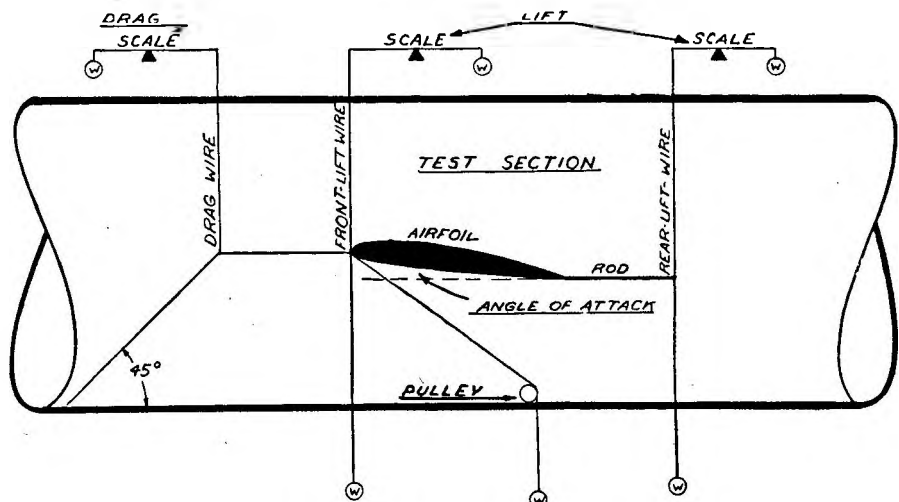 DRAG
SCALE
LIFT
SCALE
SCALE
W
W
W
DRAG WIRE
FRONT-LIFT WIRE
REAR-LIFT-WIRE
TEST SECTION
AIRFOIL
ROD
ANGLE OF ATTACK
45°
PULLEY
W
W
W